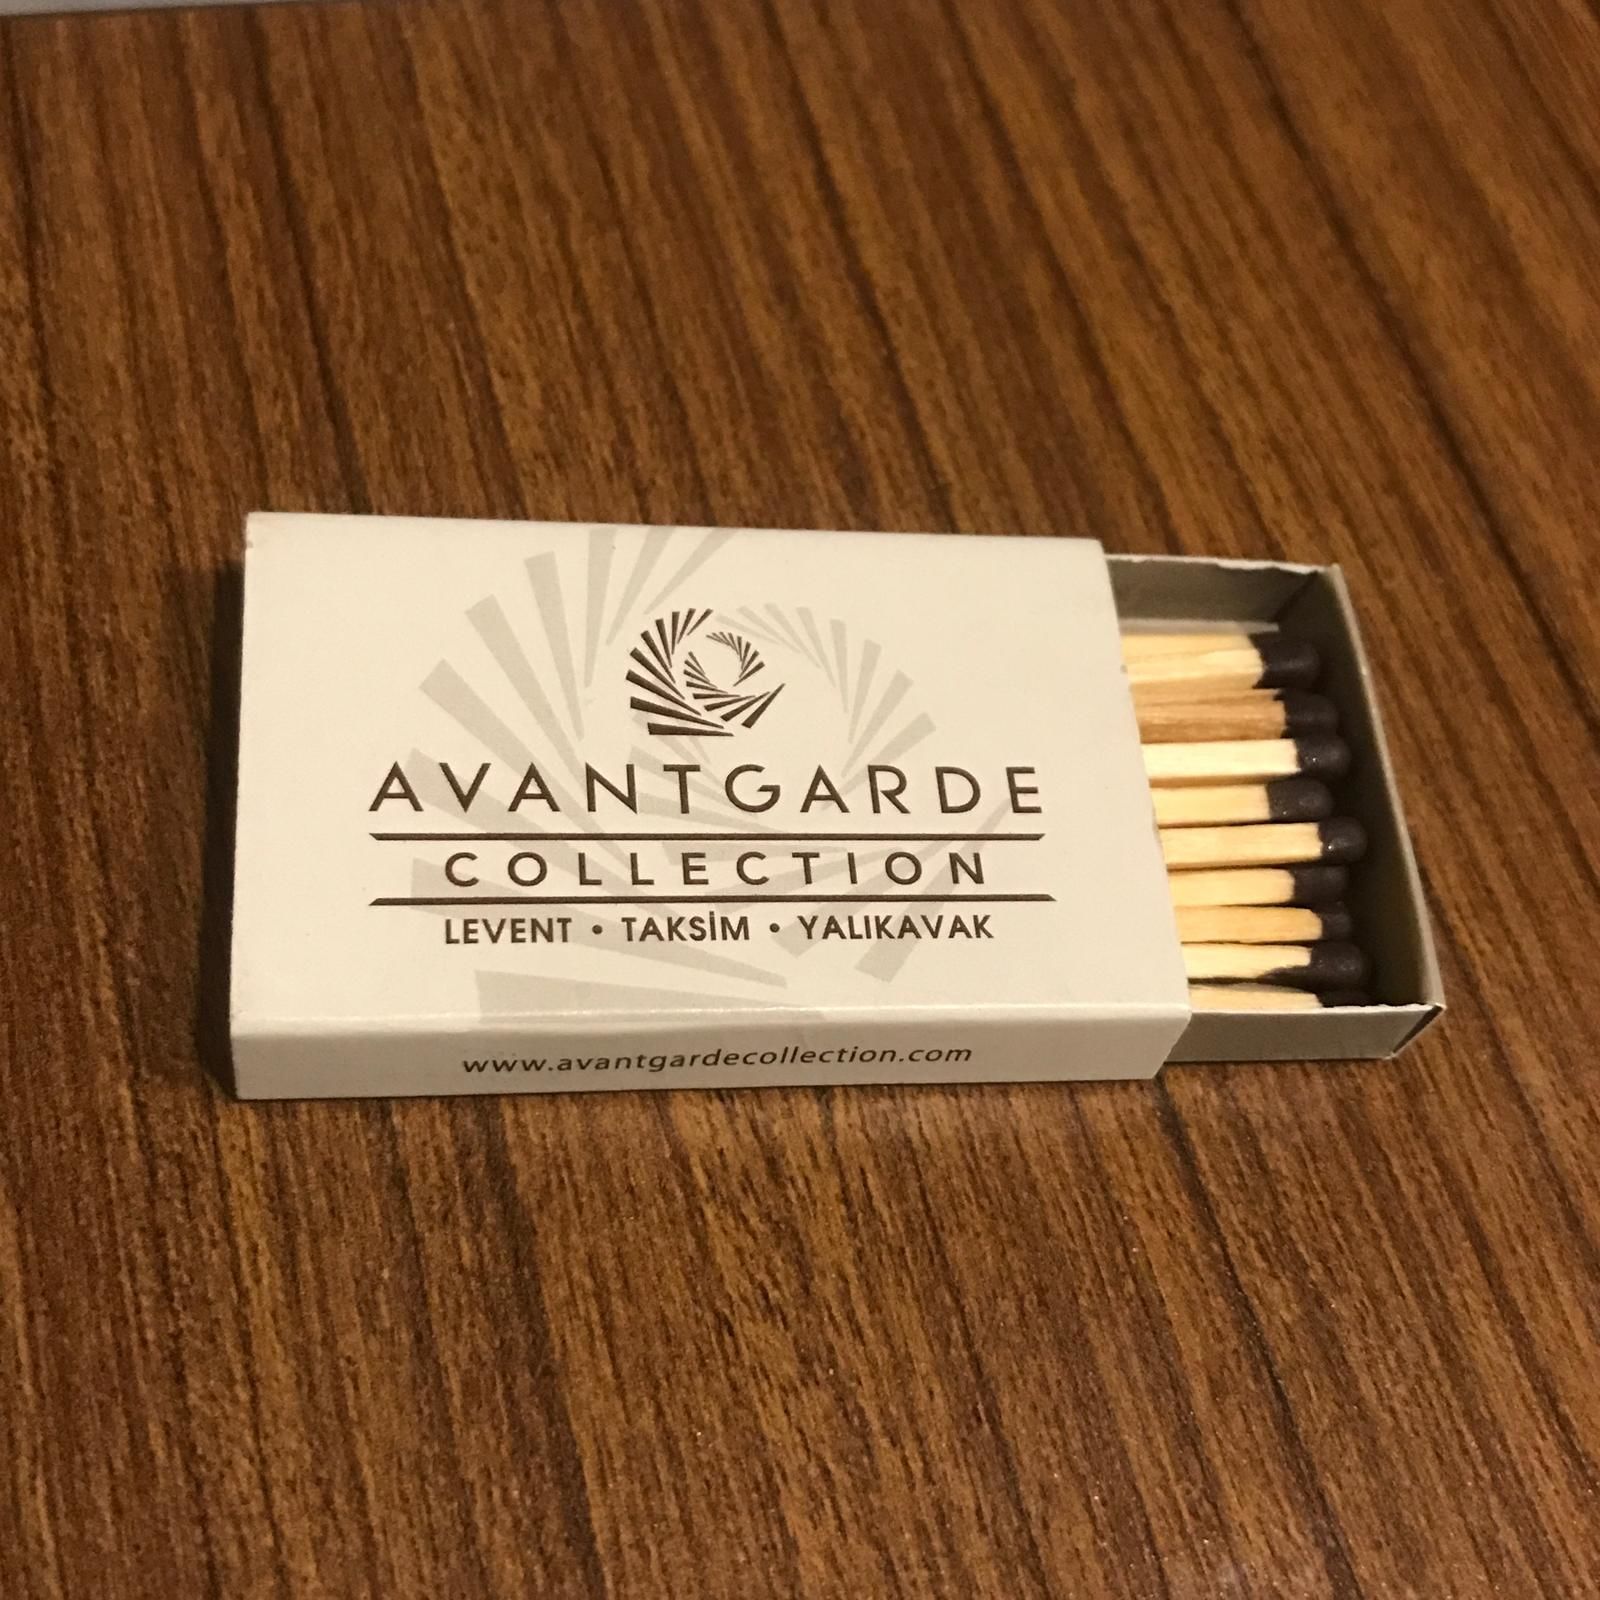 AVANTGARDE
COLLECTION
LEVENT • TAKSİM • YALIKAVAK
www.avantgardecollection.com